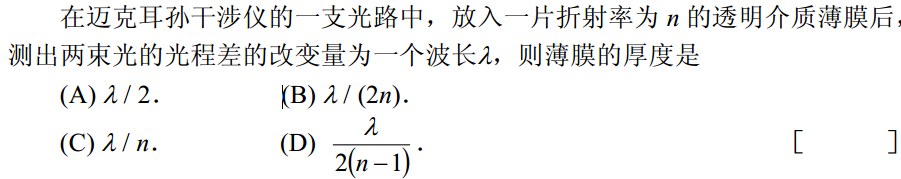 在迈克耳孙干涉仪的一支光路中，放入一片折射率为 n 的透明介质薄膜后，
测出两束光的光程差的改变量为一个波长λ，则薄膜的厚度是
(A) λ / 2． (B) λ / (2n)．
(C) λ / n． (D) λ / 2(n−1)． [ ]